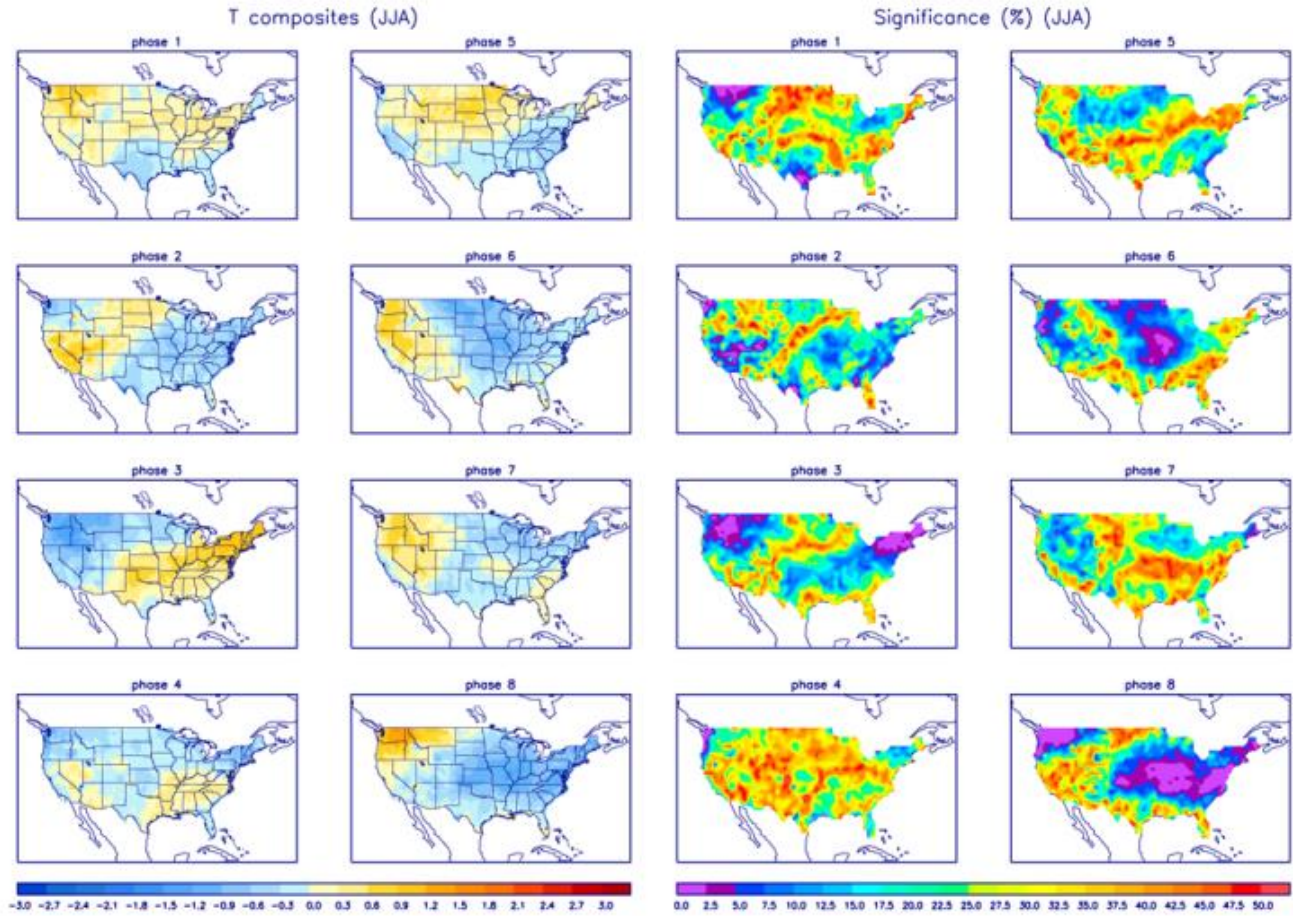 T composites (JJA)
Significance (%) (JJA)
phase 1
phase 5
phase 1
phase 5
phase 2
phase 6
phase 2
phase 6
phase 3
phase 7
phase 3
phase 7
phase 4
phase 8
phase 4
phase 8
-3.0 -2.7 -2.4 -2.1 -1.8 -1.5 -1.2 -0.9 -0.6 -0.3 0.0 0.3 0.6 0.9 1.2 1.5 1.8 2.1 2.4 2.7 3.0
0.0 2.5 5.0 7.5 10.0 12.5 15.0 17.5 20.0 22.5 25.0 27.5 30.0 32.5 35.0 37.5 40.0 42.5 45.0 47.5 50.0